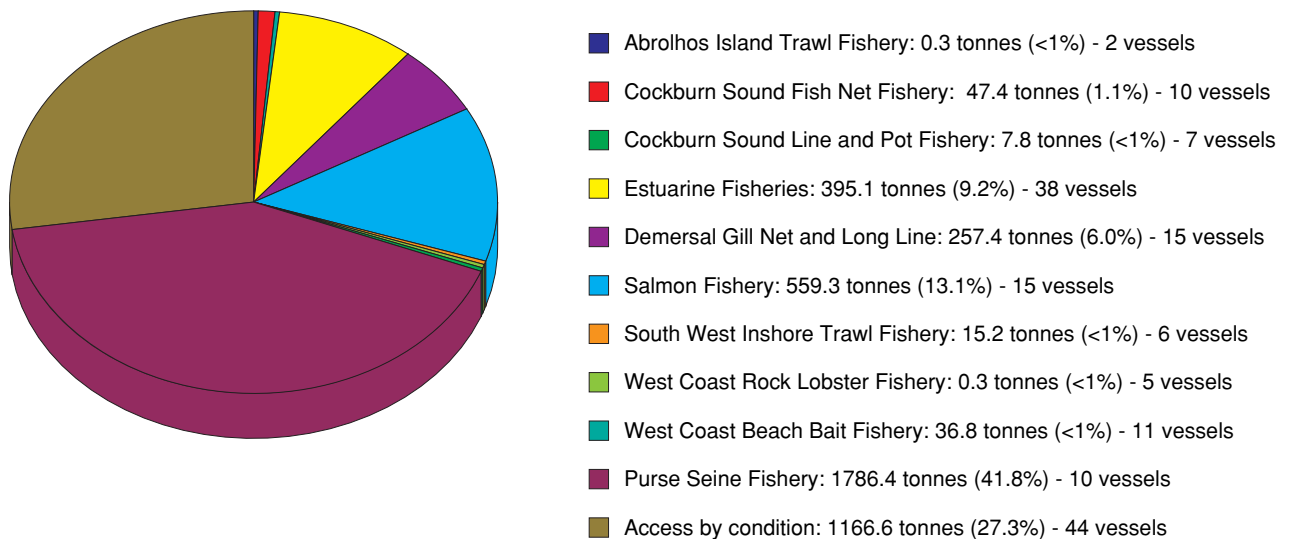 Abrolhos Island Trawl Fishery: 0.3 tonnes (<1%) - 2 vessels
Cockburn Sound Fish Net Fishery:  47.4 tonnes (1.1%) - 10 vessels
Cockburn Sound Line and Pot Fishery: 7.8 tonnes (<1%) - 7 vessels
Estuarine Fisheries: 395.1 tonnes (9.2%) - 38 vessels
Demersal Gill Net and Long Line: 257.4 tonnes (6.0%) - 15 vessels
Salmon Fishery: 559.3 tonnes (13.1%) - 15 vessels
South West Inshore Trawl Fishery: 15.2 tonnes (<1%) - 6 vessels
West Coast Rock Lobster Fishery: 0.3 tonnes (<1%) - 5 vessels
West Coast Beach Bait Fishery: 36.8 tonnes (<1%) - 11 vessels
Purse Seine Fishery: 1786.4 tonnes (41.8%) - 10 vessels
Access by condition: 1166.6 tonnes (27.3%) - 44 vessels